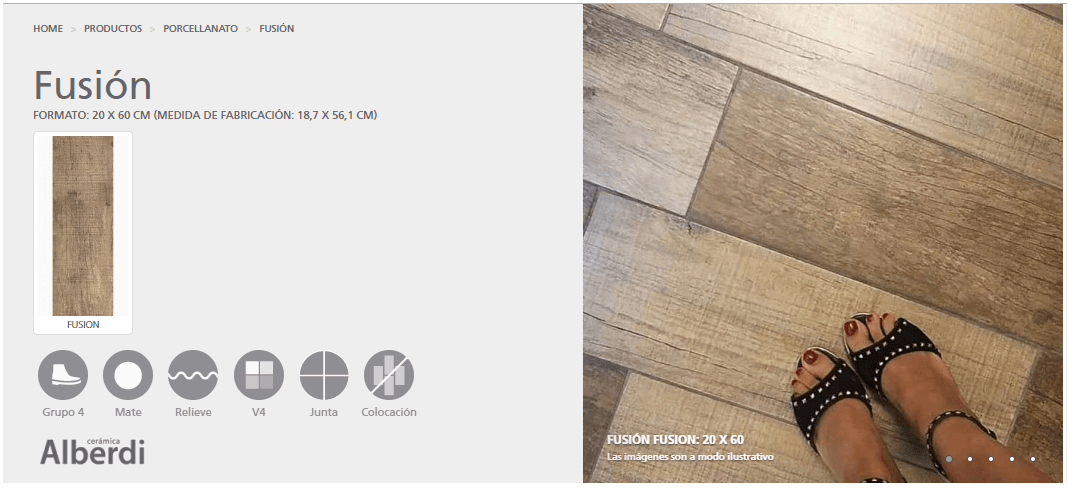 HOME > PRODUCTOS > PORCELLANATO > FUSIÓN
Fusión
FORMATO: 20 X 60 CM (MEDIDA DE FABRICACIÓN: 18,7 X 56,1 CM)
FUSION
Grupo 4 Mate Relieve V4 Junta Colocación
cerámica
Alberdi
FUSIÓN FUSION: 20 X 60
Las imágenes son a modo ilustrativo